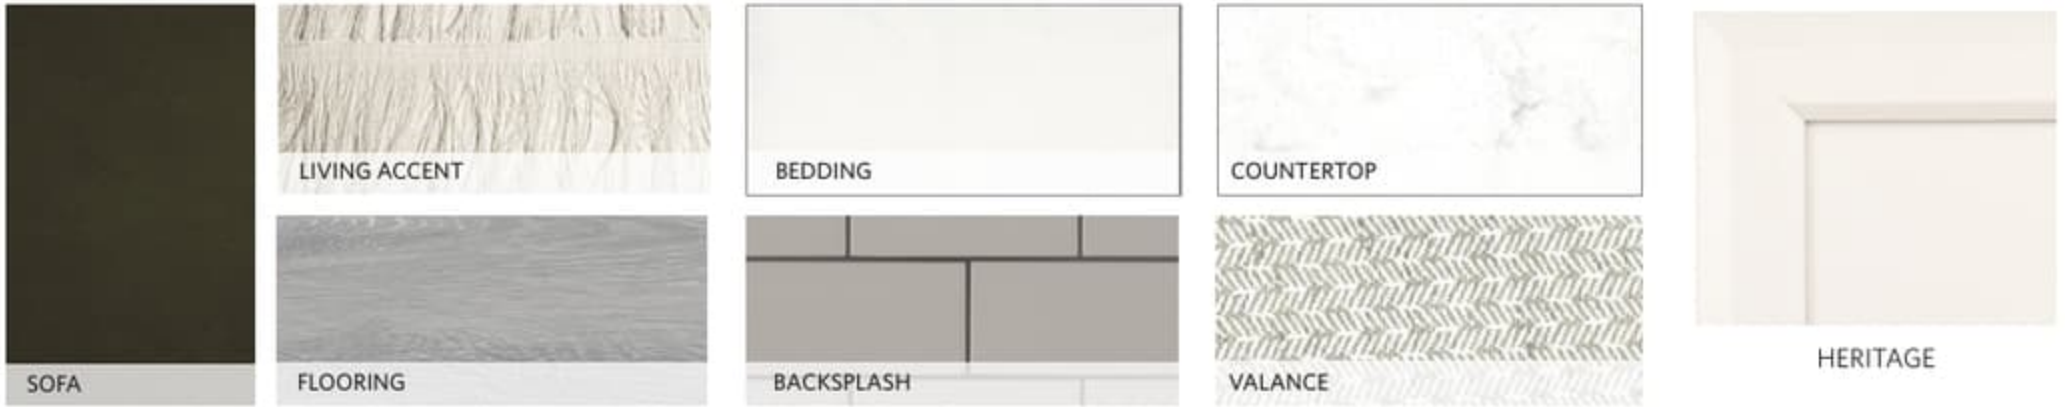 LIVING ACCENT
BEDDING
COUNTERTOP
HERITAGE
SOFA
FLOORING
BACKSPLASH
VALANCE